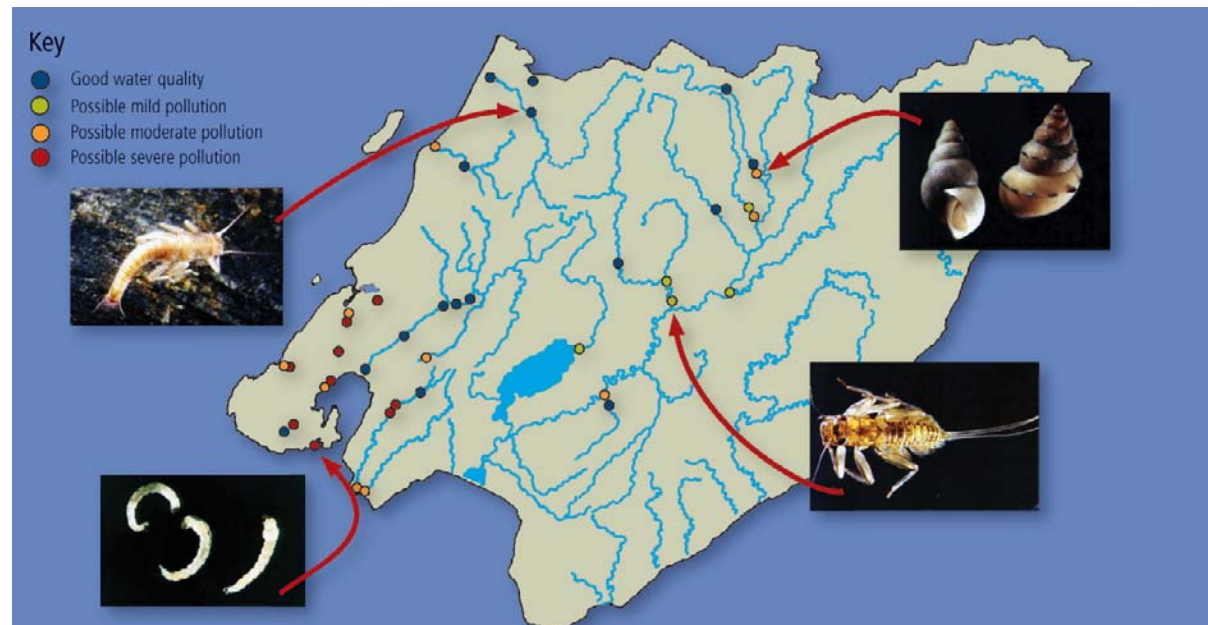 Key
Good water quality
Possible mild pollution
Possible moderate pollution
Possible severe pollution